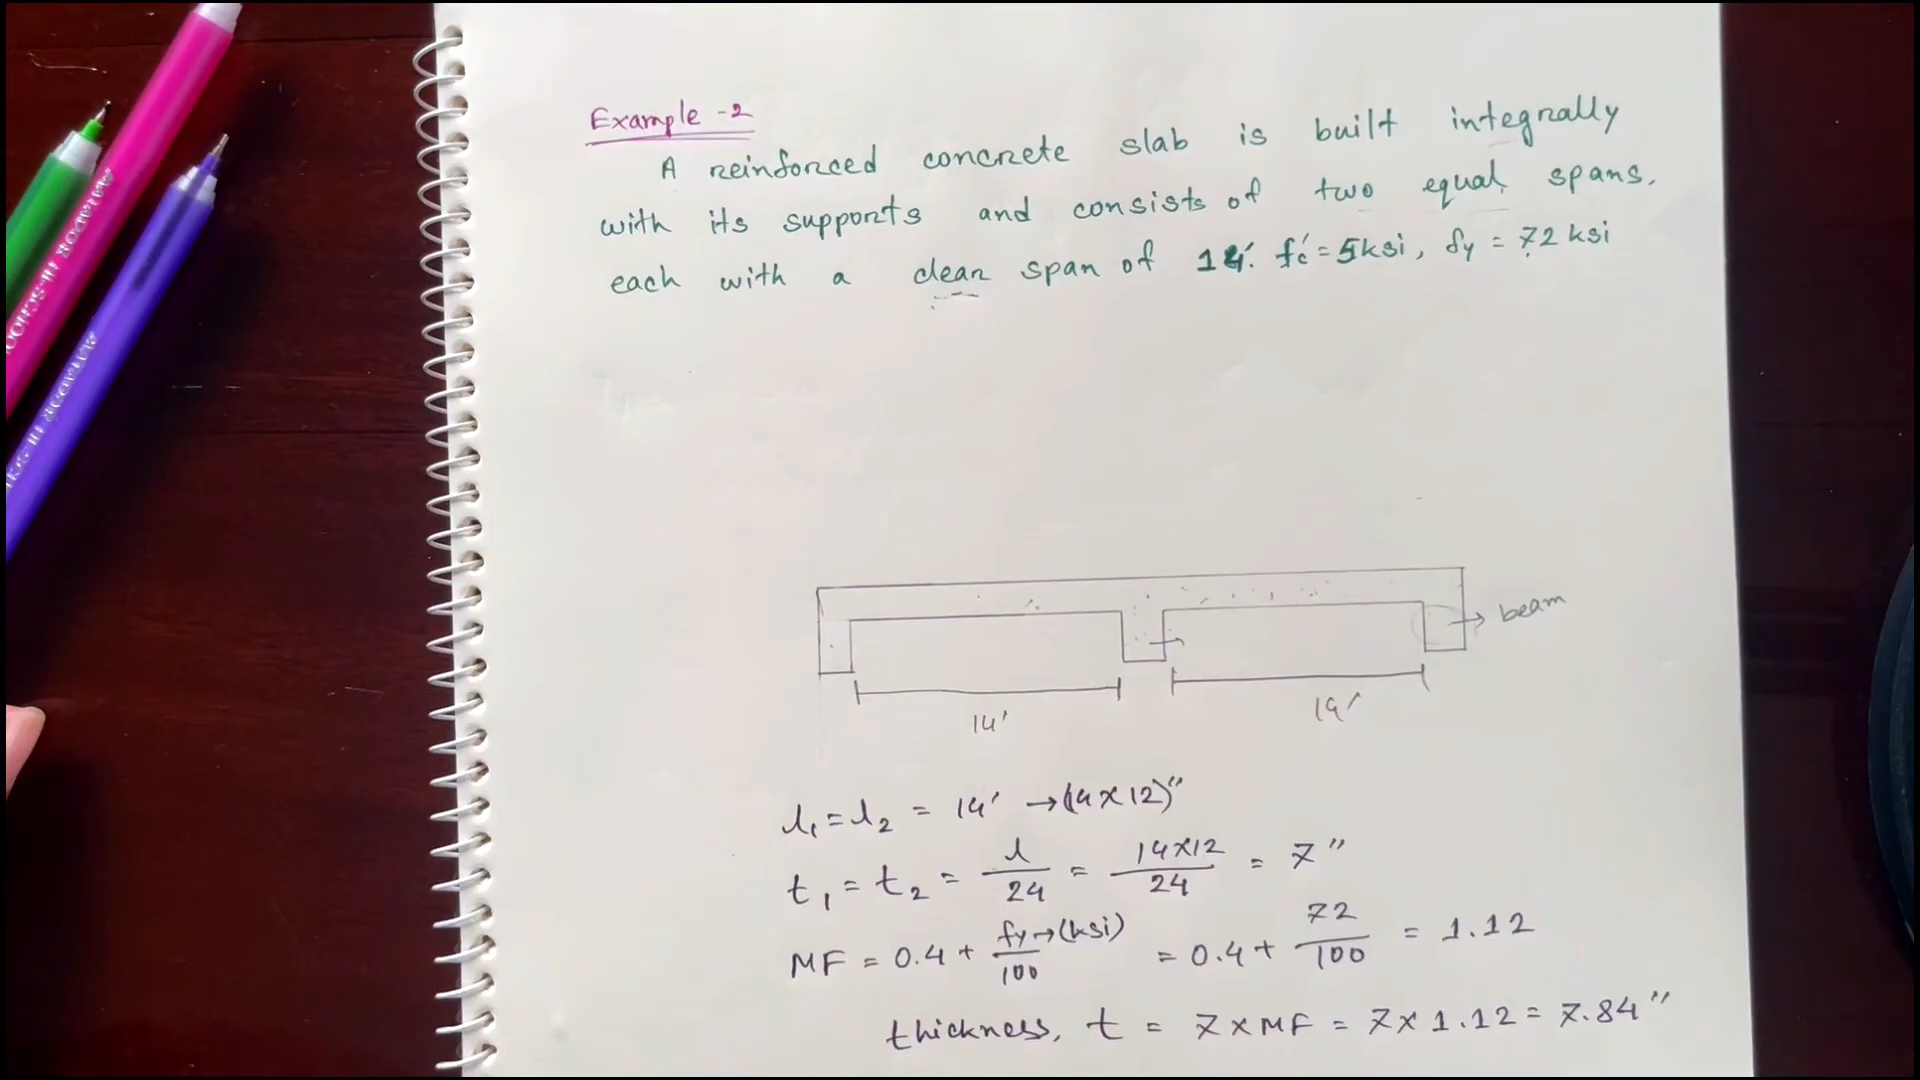 Example -2
A reinforced concrete slab is built integrally
with its supports and consists of two equal spans,
each with a clear span of 14'. fc' = 5ksi, fy = 72 ksi
beam
14'
14'
l₁ = l₂ = 14' → (14 × 12)"
t₁ = t₂ = l/24 = 14×12/24 = 7"
MF = 0.4 + fy→(ksi)/100 = 0.4 + 72/100 = 1.12
thickness, t = 7 × MF = 7 × 1.12 = 7.84"